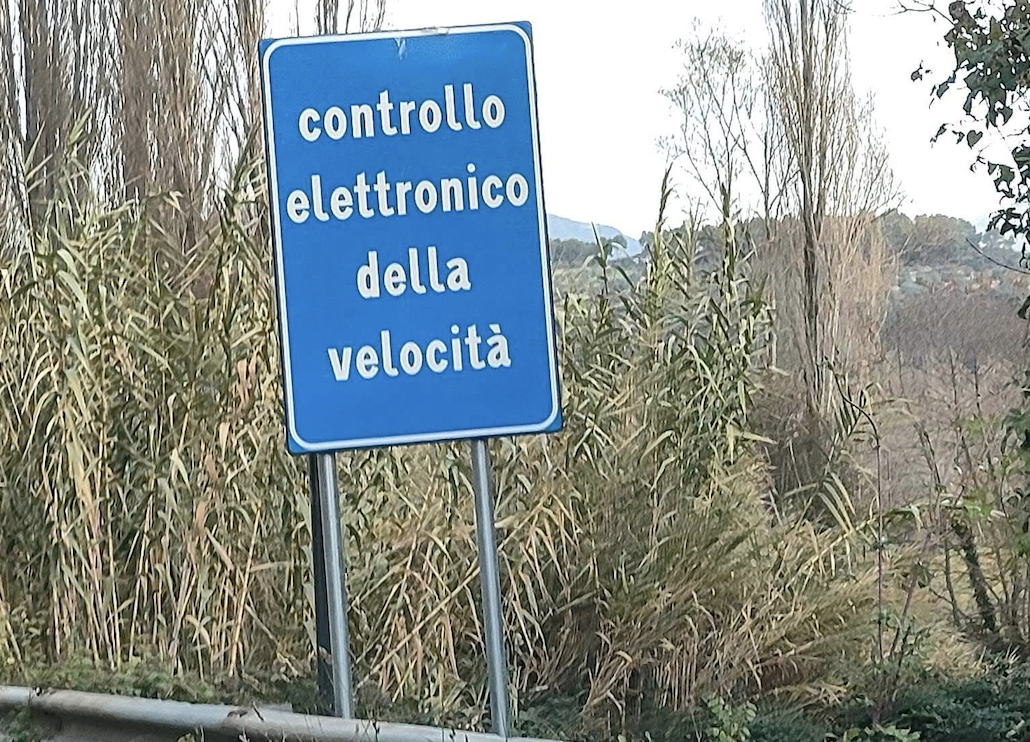 controllo
elettronico
della
velocità